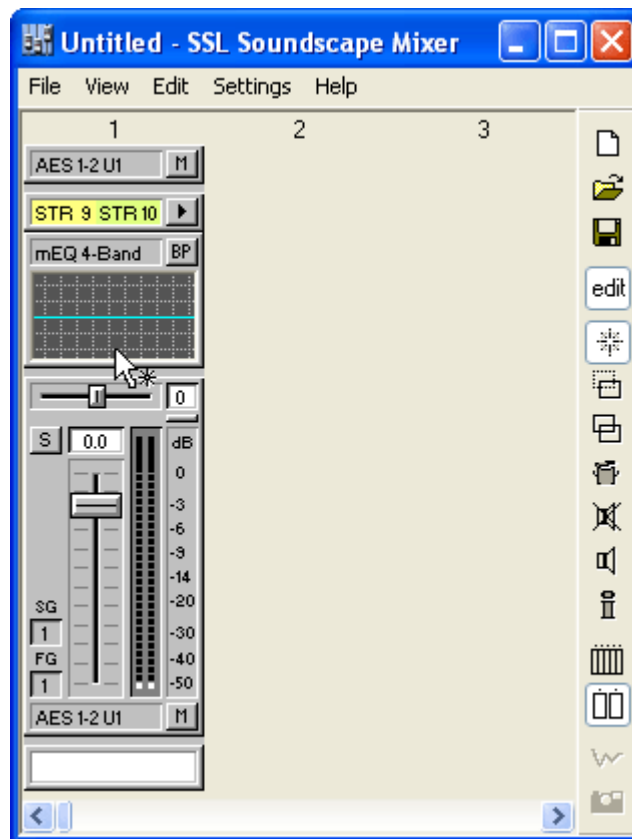 Untitled - SSL Soundscape Mixer
File View Edit Settings Help
1 2 3
AES 1-2 U1 M
STR 9 STR 10
mEQ 4-Band BP
edit
0
S 0.0 dB
0
-3
-6
-9
-14
-20
-30
-40
-50
SG
1
FG
1
AES 1-2 U1 M